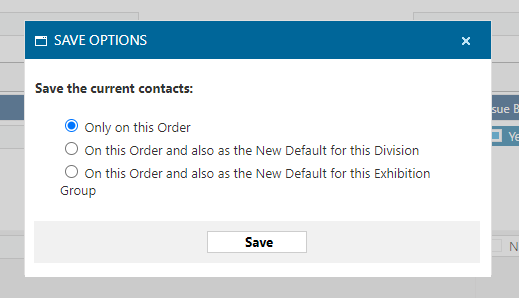 SAVE OPTIONS
Save the current contacts:
Only on this Order
On this Order and also as the New Default for this Division
On this Order and also as the New Default for this Exhibition
Group
Save
sue B
Ye
N